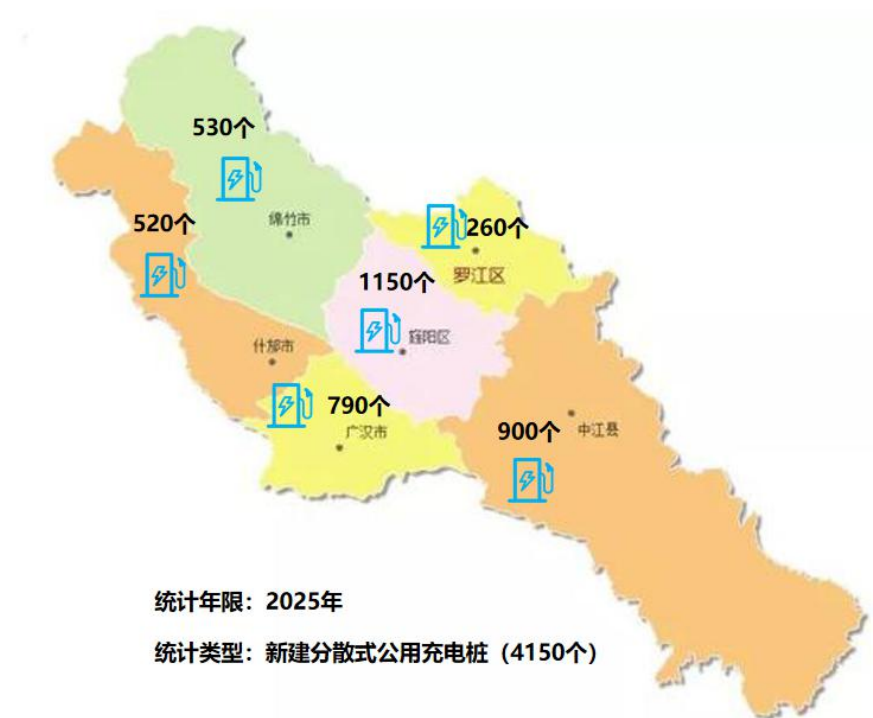 530个
绵竹市
520个
260个
罗江区
1150个
旌阳区
什邡市
790个
广汉市
900个
中江县
统计年限：2025年
统计类型：新建分散式公用充电桩（4150个）